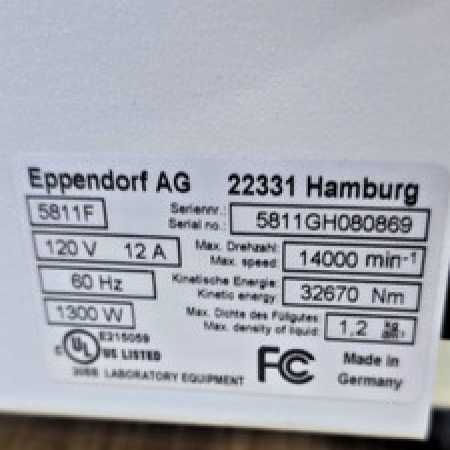 Eppendorf AG 22331 Hamburg
5811F Seriennr.: Serial no.: 5811GH080869
120 V 12 A Max. Drehzahl: Max. speed: 14000 min-1
60 Hz Kinetische Energie: Kinetic energy: 32670 Nm
1300 W Max. Dichte des Füllgutes: Max. density of liquid: 1,2
c UL E215059
US LISTED
LABORATORY EQUIPMENT
FC Made in
Germany